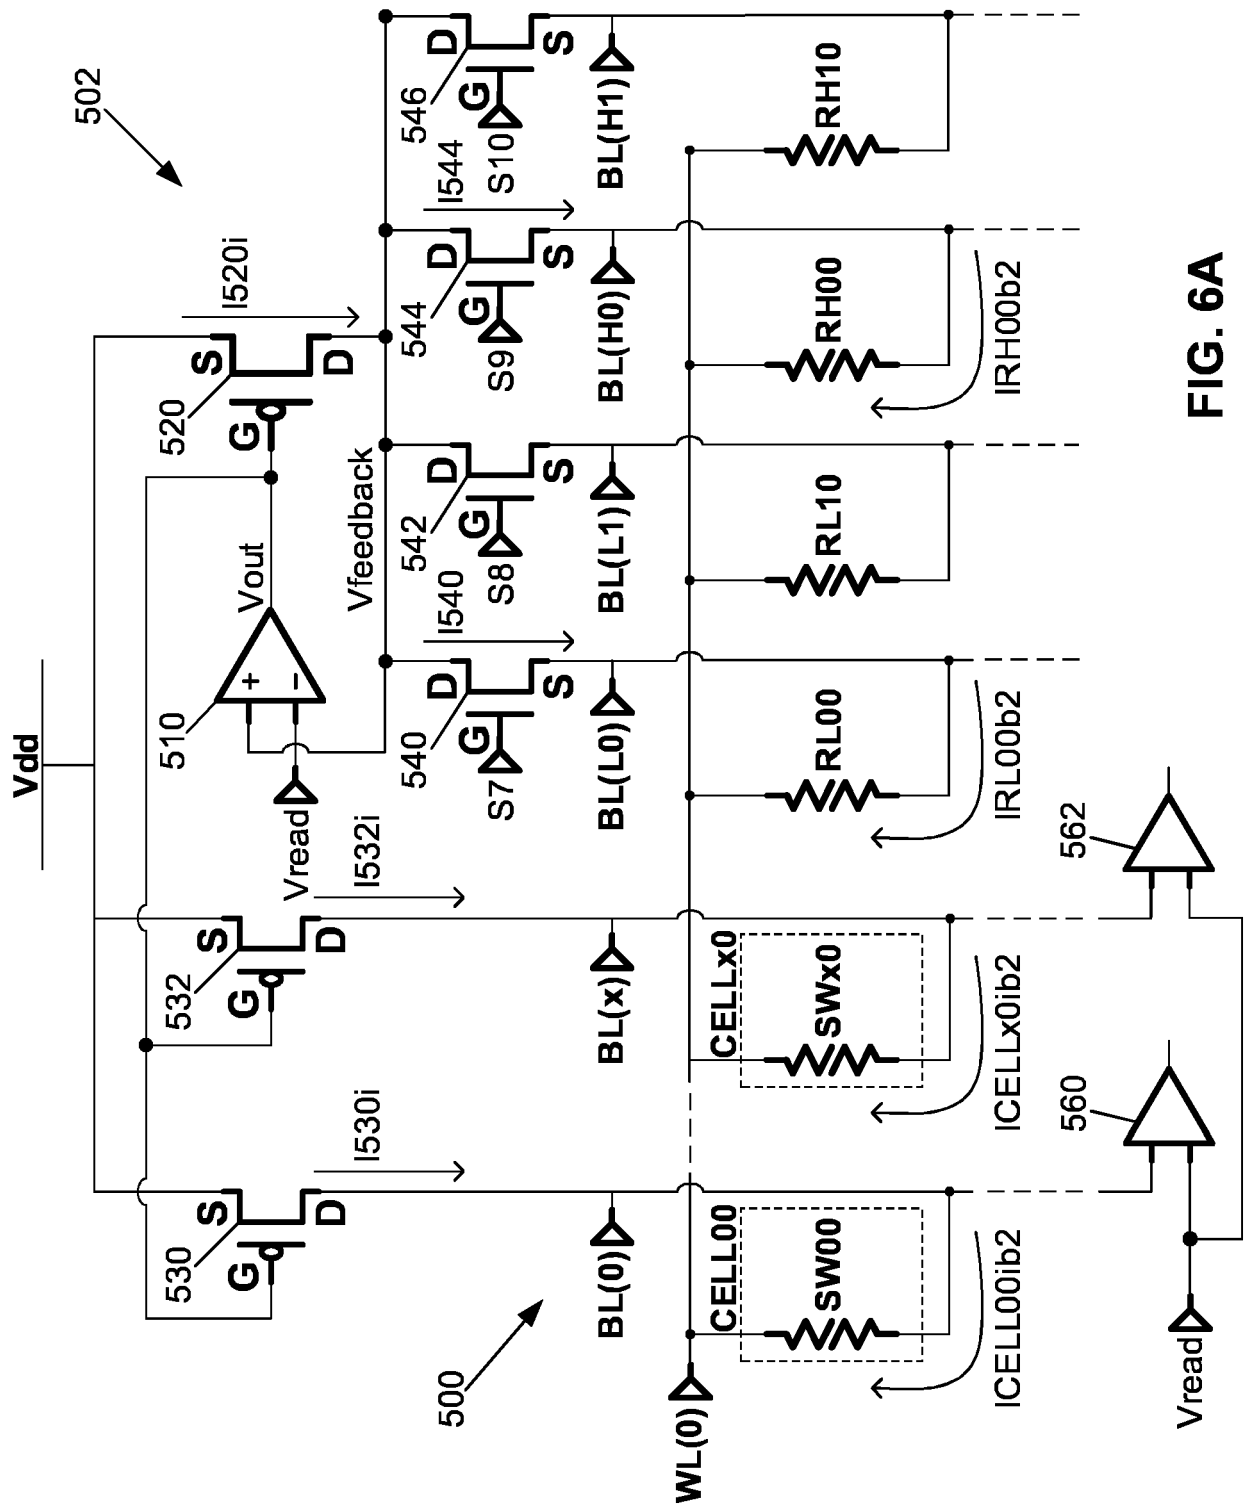 Vdd
502
S
530
G
D
I530i
S
532
G
D
I532i
510
+
−
Vout
Vread
S
520
G
D
I520i
Vfeedback
D
540
G
S7
S
I540
D
542
G
S8
S
D
544
G
S9
S
I544
D
546
G
S10
S
500
BL(0)
BL(x)
BL(L0)
BL(L1)
BL(H0)
BL(H1)
WL(0)
CELL00
SW00
CELLx0
SWx0
RL00
RL10
RH00
RH10
ICELL00ib2
ICELLx0ib2
IRL00b2
IRH00b2
Vread
560
562
FIG. 6A